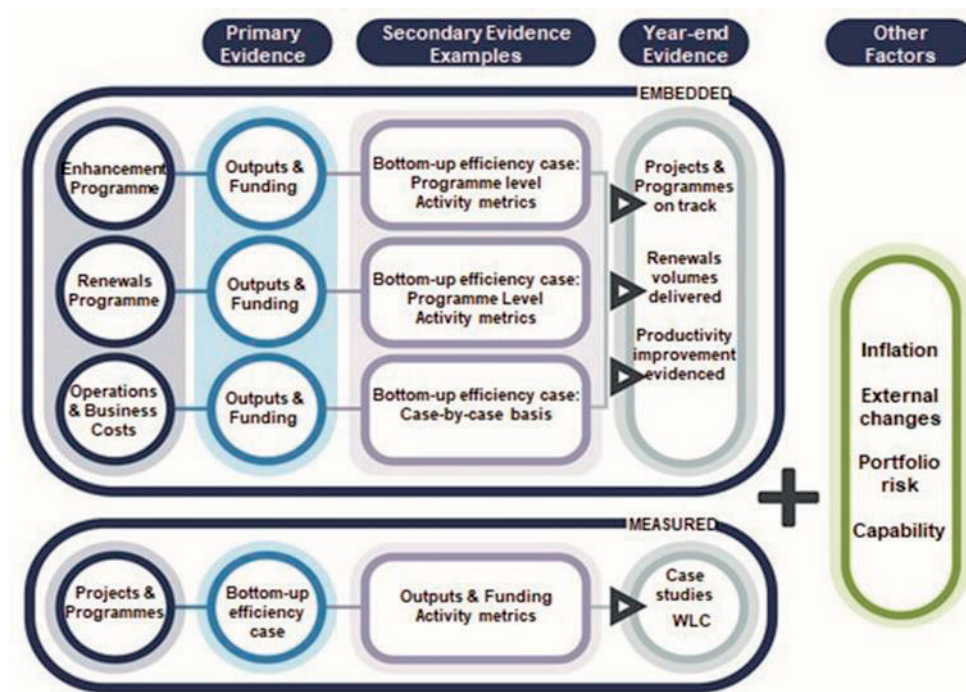 Primary
Evidence
Secondary Evidence
Examples
Year-end
Evidence
Other
Factors
EMBEDDED
Enhancement
Programme
Outputs &
Funding
Bottom-up efficiency case:
Programme level
Activity metrics
Projects &
Programmes
on track
Renewals
Programme
Outputs &
Funding
Bottom-up efficiency case:
Programme Level
Activity metrics
Renewals
volumes
delivered
Operations
& Business
Costs
Outputs &
Funding
Bottom-up efficiency case:
Case-by-case basis
Productivity
improvement
evidenced
Inflation
External
changes
Portfolio
risk
Capability
+
MEASURED
Projects &
Programmes
Bottom-up
efficiency
case
Outputs & Funding
Activity metrics
Case
studies
WLC